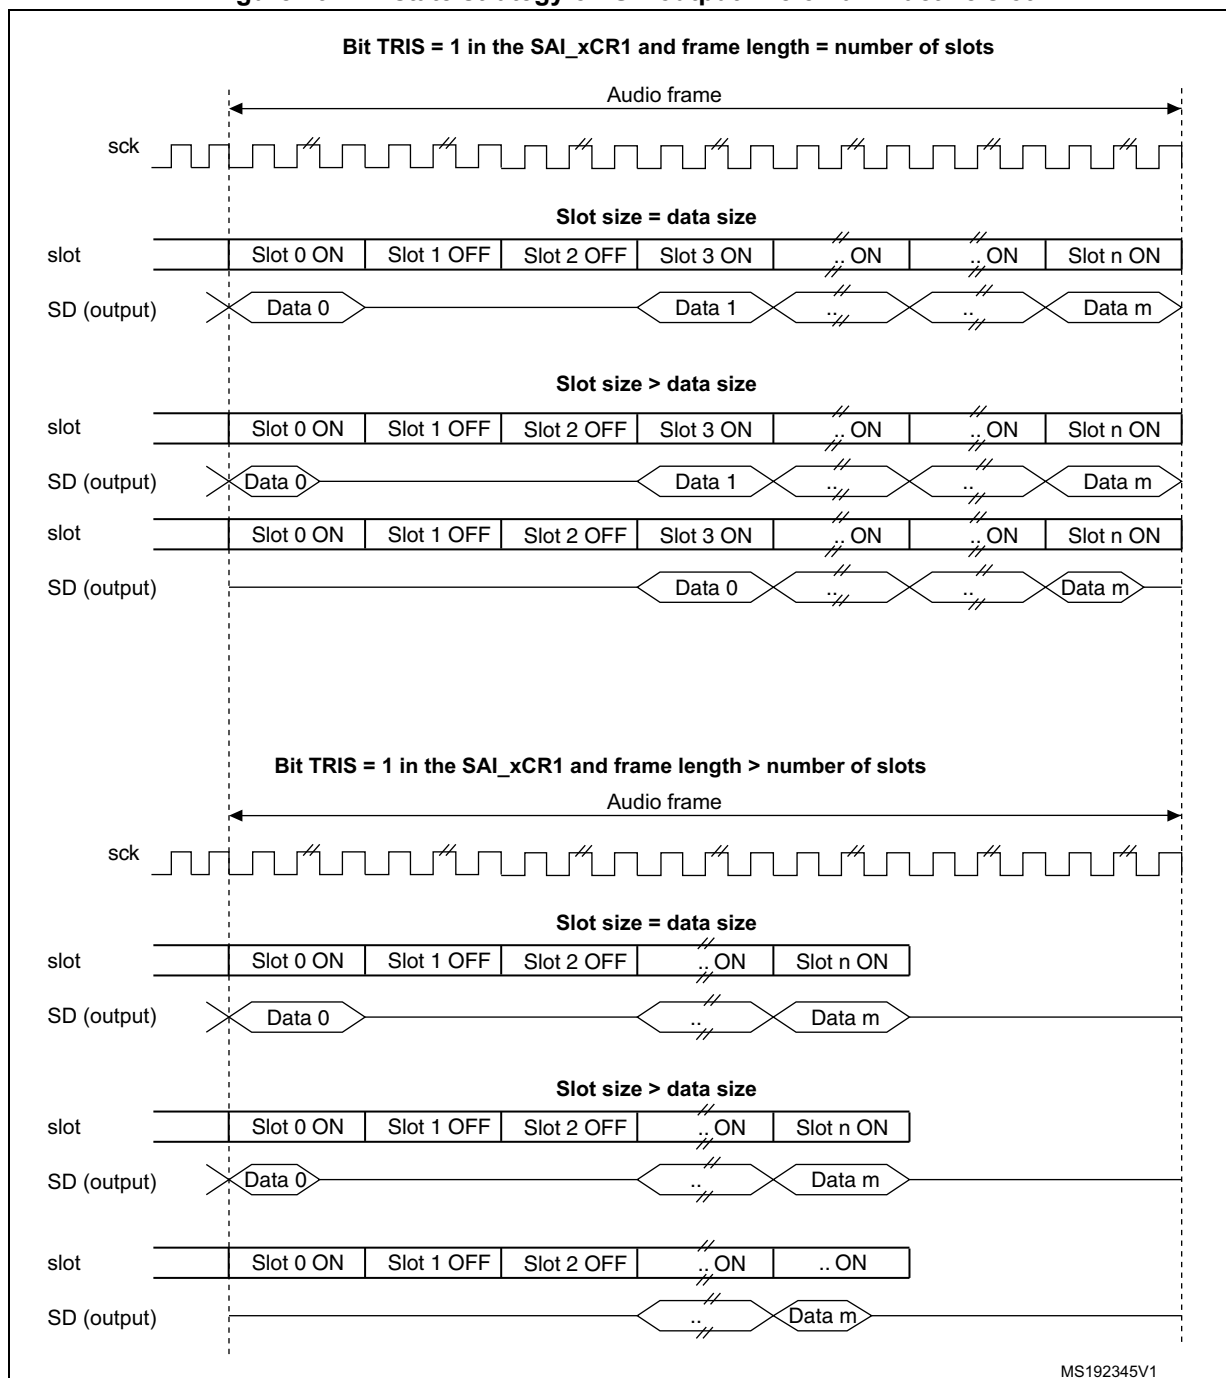 Bit TRIS = 1 in the SAI_xCR1 and frame length = number of slots
Audio frame
sck
Slot size = data size
slot Slot 0 ON Slot 1 OFF Slot 2 OFF Slot 3 ON .. ON .. ON Slot n ON
SD (output) Data 0 Data 1 .. .. Data m
Slot size > data size
slot Slot 0 ON Slot 1 OFF Slot 2 OFF Slot 3 ON .. ON .. ON Slot n ON
SD (output) Data 0 Data 1 .. .. Data m
slot Slot 0 ON Slot 1 OFF Slot 2 OFF Slot 3 ON .. ON .. ON Slot n ON
SD (output) Data 0 .. .. Data m
Bit TRIS = 1 in the SAI_xCR1 and frame length > number of slots
Audio frame
sck
Slot size = data size
slot Slot 0 ON Slot 1 OFF Slot 2 OFF .. ON Slot n ON
SD (output) Data 0 .. Data m
Slot size > data size
slot Slot 0 ON Slot 1 OFF Slot 2 OFF .. ON Slot n ON
SD (output) Data 0 .. Data m
slot Slot 0 ON Slot 1 OFF Slot 2 OFF .. ON .. ON
SD (output) .. Data m
MS192345V1